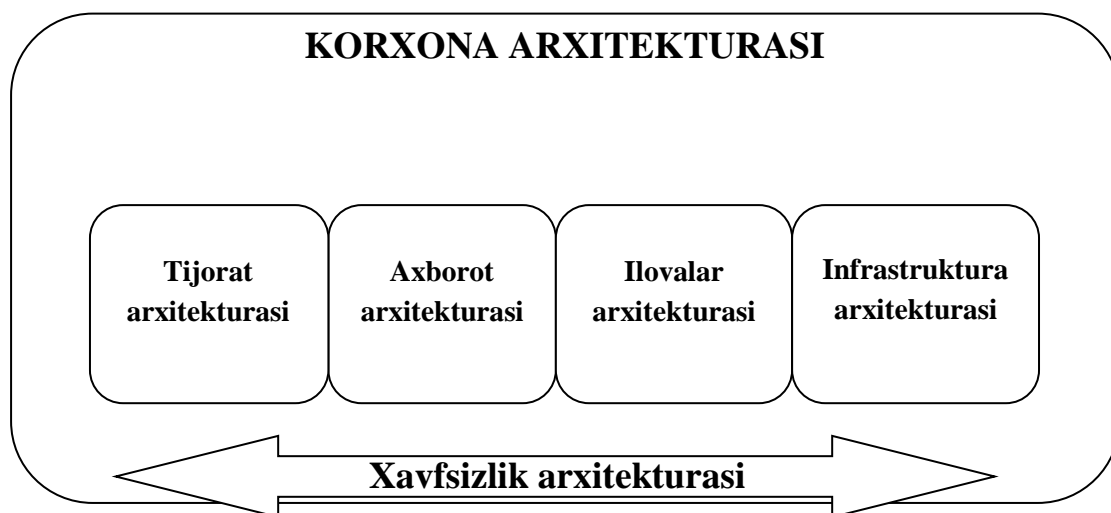 KORXONA ARXITEKTURASI
Tijorat
arxitekturasi
Axborot
arxitekturasi
Ilovalar
arxitekturasi
Infrastruktura
arxitekturasi
Xavfsizlik arxitekturasi